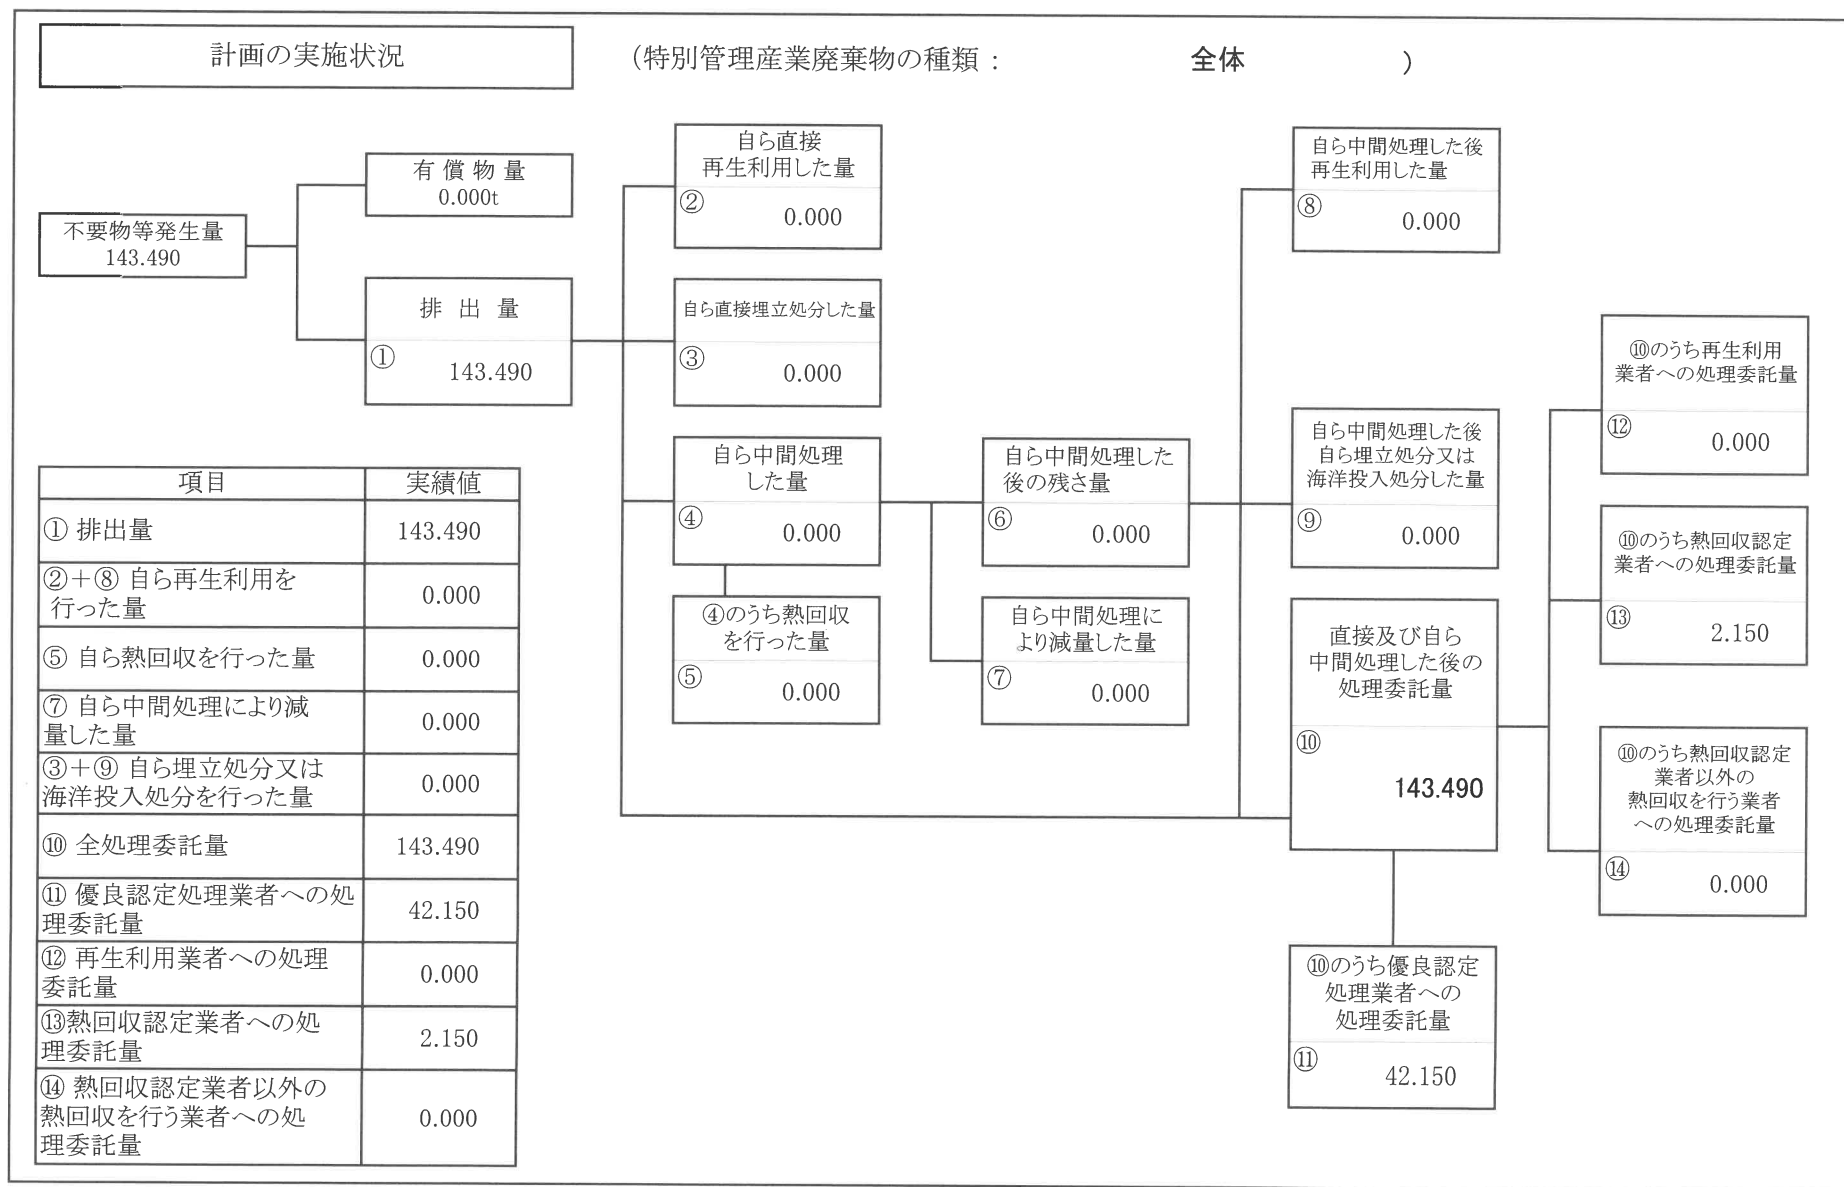 計画の実施状況
(特別管理産業廃棄物の種類： 全体 )
不要物等発生量
143.490
有 償 物 量
0.000t
排 出 量
① 143.490
自ら直接
再生利用した量
② 0.000
自ら直接埋立処分した量
③ 0.000
自ら中間処理
した量
④ 0.000
④のうち熱回収
を行った量
⑤ 0.000
自ら中間処理した
後の残さ量
⑥ 0.000
自ら中間処理に
より減量した量
⑦ 0.000
自ら中間処理した後
再生利用した量
⑧ 0.000
自ら中間処理した後
自ら埋立処分又は
海洋投入処分した量
⑨ 0.000
直接及び自ら
中間処理した後の
処理委託量
⑩
143.490
⑩のうち優良認定
処理業者への
処理委託量
⑪ 42.150
⑩のうち再生利用
業者への処理委託量
⑫ 0.000
⑩のうち熱回収認定
業者への処理委託量
⑬ 2.150
⑩のうち熱回収認定
業者以外の
熱回収を行う業者
への処理委託量
⑭ 0.000
項目 実績値
① 排出量 143.490
②＋⑧ 自ら再生利用を
行った量 0.000
⑤ 自ら熱回収を行った量 0.000
⑦ 自ら中間処理により減
量した量 0.000
③＋⑨ 自ら埋立処分又は
海洋投入処分を行った量 0.000
⑩ 全処理委託量 143.490
⑪ 優良認定処理業者への処
理委託量 42.150
⑫ 再生利用業者への処理
委託量 0.000
⑬熱回収認定業者への処
理委託量 2.150
⑭ 熱回収認定業者以外の
熱回収を行う業者への処
理委託量 0.000